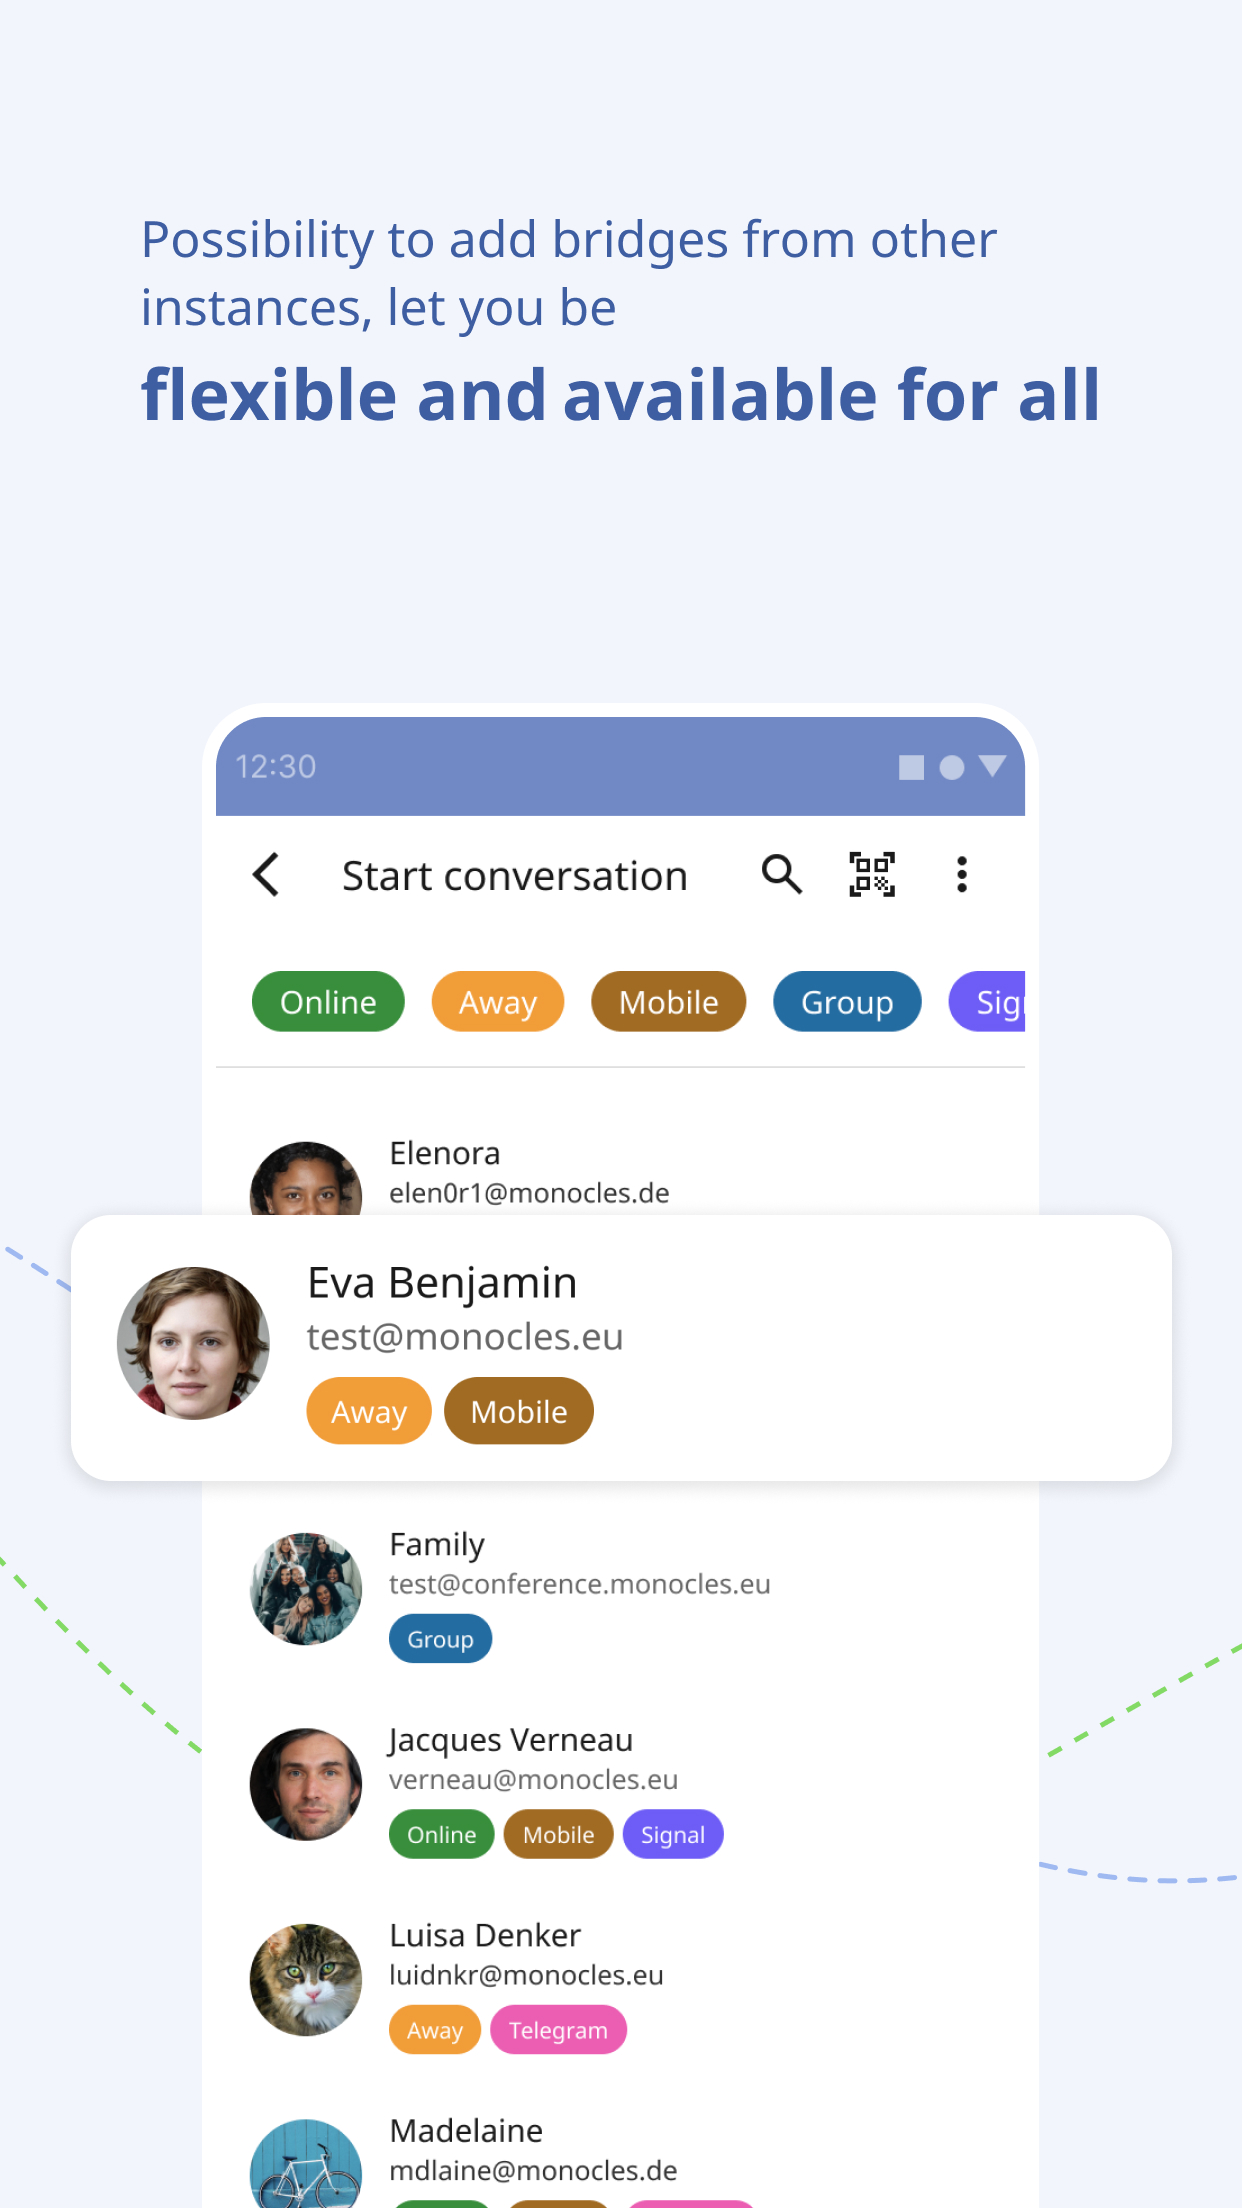 Possibility to add bridges from other
instances, let you be
flexible and available for all
12:30
Start conversation
Online Away Mobile Group
Elenora
elen0r1@monocles.de
Eva Benjamin
test@monocles.eu
Away Mobile
Family
test@conference.monocles.eu
Group
Jacques Verneau
verneau@monocles.eu
Online Mobile Signal
Luisa Denker
luidnkr@monocles.eu
Away Telegram
Madelaine
mdlaine@monocles.de